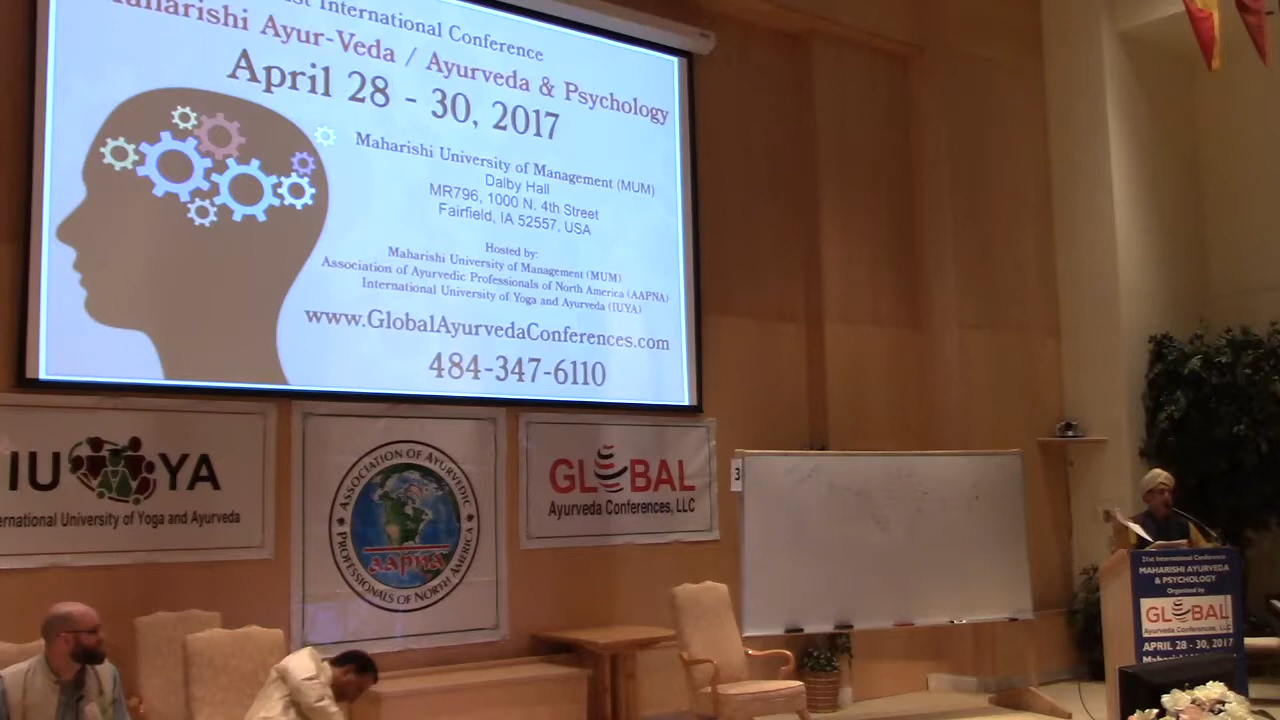 st International Conference
Maharishi Ayur-Veda / Ayurveda & Psychology
April 28 - 30, 2017
Maharishi University of Management (MUM)
Dalby Hall
MR796, 1000 N. 4th Street
Fairfield, IA 52557, USA
Hosted by:
Maharishi University of Management (MUM)
Association of Ayurvedic Professionals of North America (AAPNA)
International University of Yoga and Ayurveda (IUYA)
www.GlobalAyurvedaConferences.com
484-347-6110
IU YA
ernational University of Yoga and Ayurveda
ASSOCIATION OF AYURVEDIC
PROFESSIONALS OF NORTH AMERICA
aapna
GLOBAL
Ayurveda Conferences, LLC
3
21st International Conference
MAHARISHI AYURVEDA
& PSYCHOLOGY
Organized by
GLOBAL
Ayurveda Conferences, LLC
APRIL 28 - 30, 2017